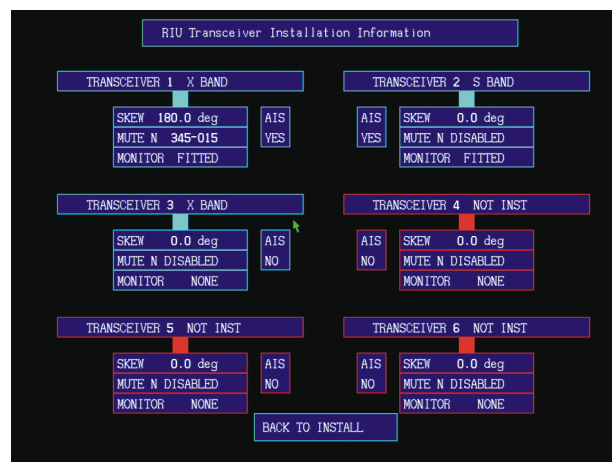 RIU Transceiver Installation Information
TRANSCEIVER 1 X BAND
SKEW 180.0 deg
MUTE N 345-015
MONITOR FITTED
AIS
YES
TRANSCEIVER 2 S BAND
AIS
YES
SKEW 0.0 deg
MUTE N DISABLED
MONITOR FITTED
TRANSCEIVER 3 X BAND
SKEW 0.0 deg
MUTE N DISABLED
MONITOR NONE
AIS
NO
TRANSCEIVER 4 NOT INST
AIS
NO
SKEW 0.0 deg
MUTE N DISABLED
MONITOR NONE
TRANSCEIVER 5 NOT INST
SKEW 0.0 deg
MUTE N DISABLED
MONITOR NONE
AIS
NO
TRANSCEIVER 6 NOT INST
AIS
NO
SKEW 0.0 deg
MUTE N DISABLED
MONITOR NONE
BACK TO INSTALL